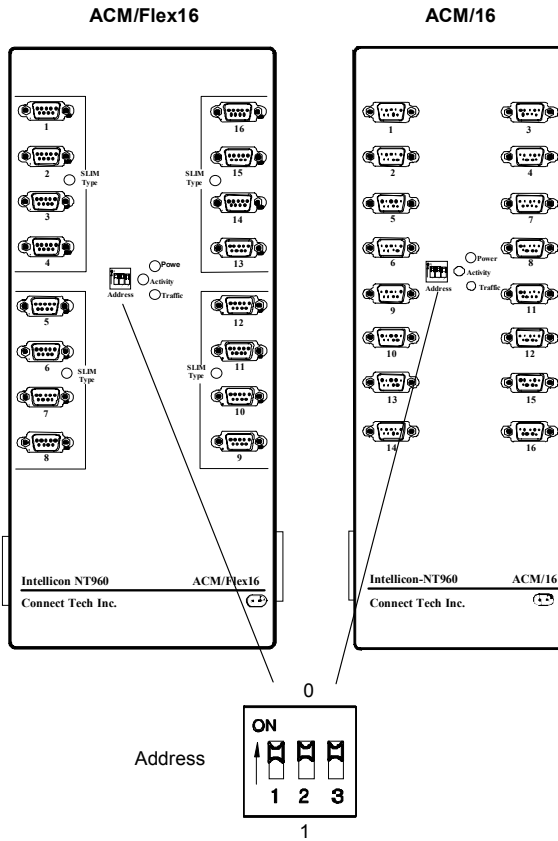 ACM/Flex16
ACM/16
1
16
2
SLIM
Type
SLIM
Type
15
3
14
4
13
Powe
Activity
Traffic
Address
5
12
6
SLIM
Type
SLIM
Type
11
7
10
8
9
Intellicon NT960
ACM/Flex16
Connect Tech Inc.
1
3
2
4
5
7
6
8
Power
Activity
Traffic
Address
9
11
10
12
13
15
14
16
Intellicon-NT960
ACM/16
Connect Tech Inc.
0
ON
Address
1 2 3
1